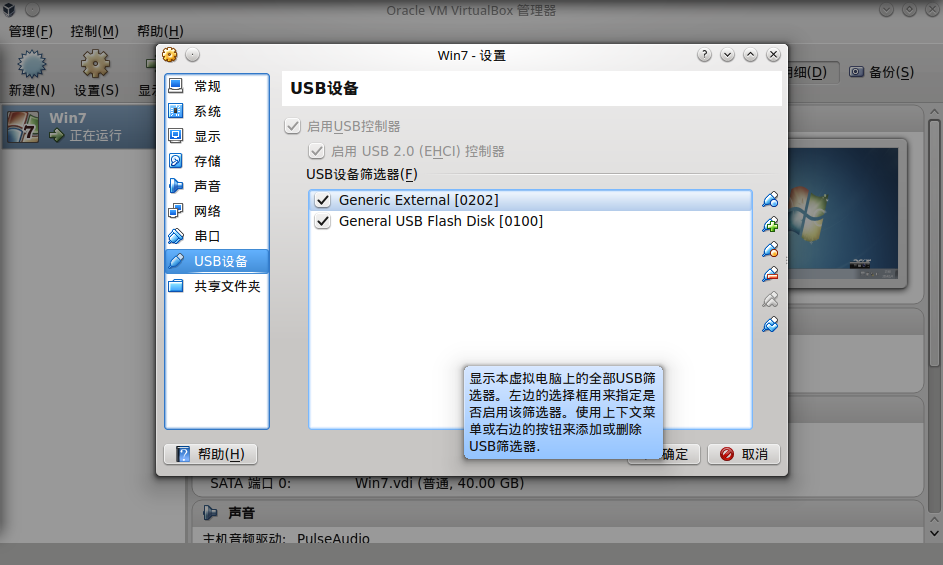 Oracle VM VirtualBox 管理器
管理(F) 控制(M) 帮助(H)
新建(N) 设置(S) 显
明细(D) 备份(S)
Win7
正在运行
Win7 - 设置
常规
系统
显示
存储
声音
网络
串口
USB设备
共享文件夹
USB设备
启用USB控制器
启用 USB 2.0 (EHCI) 控制器
USB设备筛选器(F)
Generic External [0202]
General USB Flash Disk [0100]
显示本虚拟电脑上的全部USB筛
选器。左边的选择框用来指定是
否启用该筛选器。使用上下文菜
单或右边的按钮来添加或删除
USB筛选器.
帮助(H) 确定 取消
SATA 端口 0: Win7.vdi (普通, 40.00 GB)
声音
主机音频驱动: PulseAudio